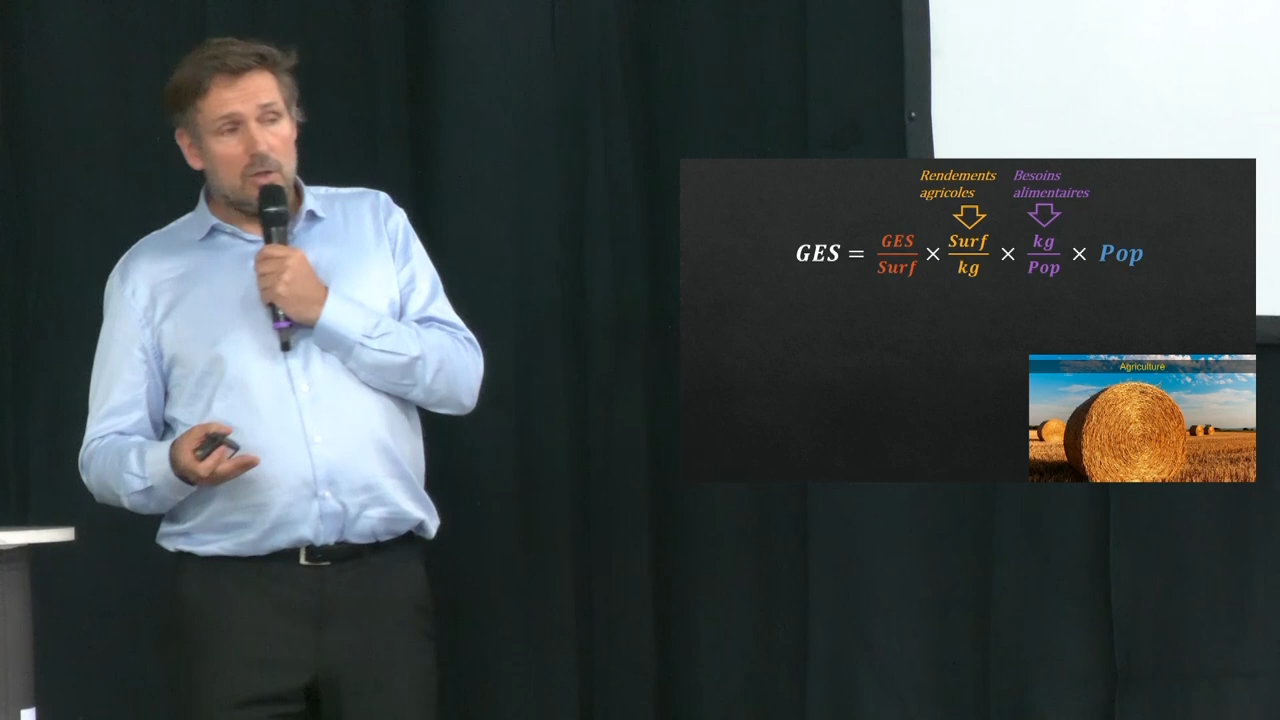 Rendements
agricoles
Besoins
alimentaires
GES = GES/Surf × Surf/kg × kg/Pop × Pop
Agriculture